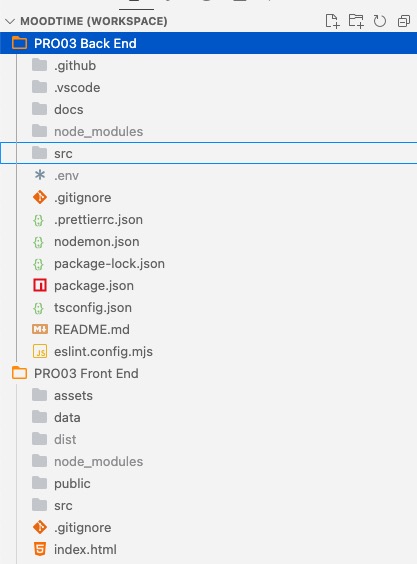 MOODTIME (WORKSPACE)
PRO03 Back End
.github
.vscode
docs
node_modules
src
.env
.gitignore
.prettierrc.json
nodemon.json
package-lock.json
package.json
tsconfig.json
README.md
eslint.config.mjs
PRO03 Front End
assets
data
dist
node_modules
public
src
.gitignore
index.html